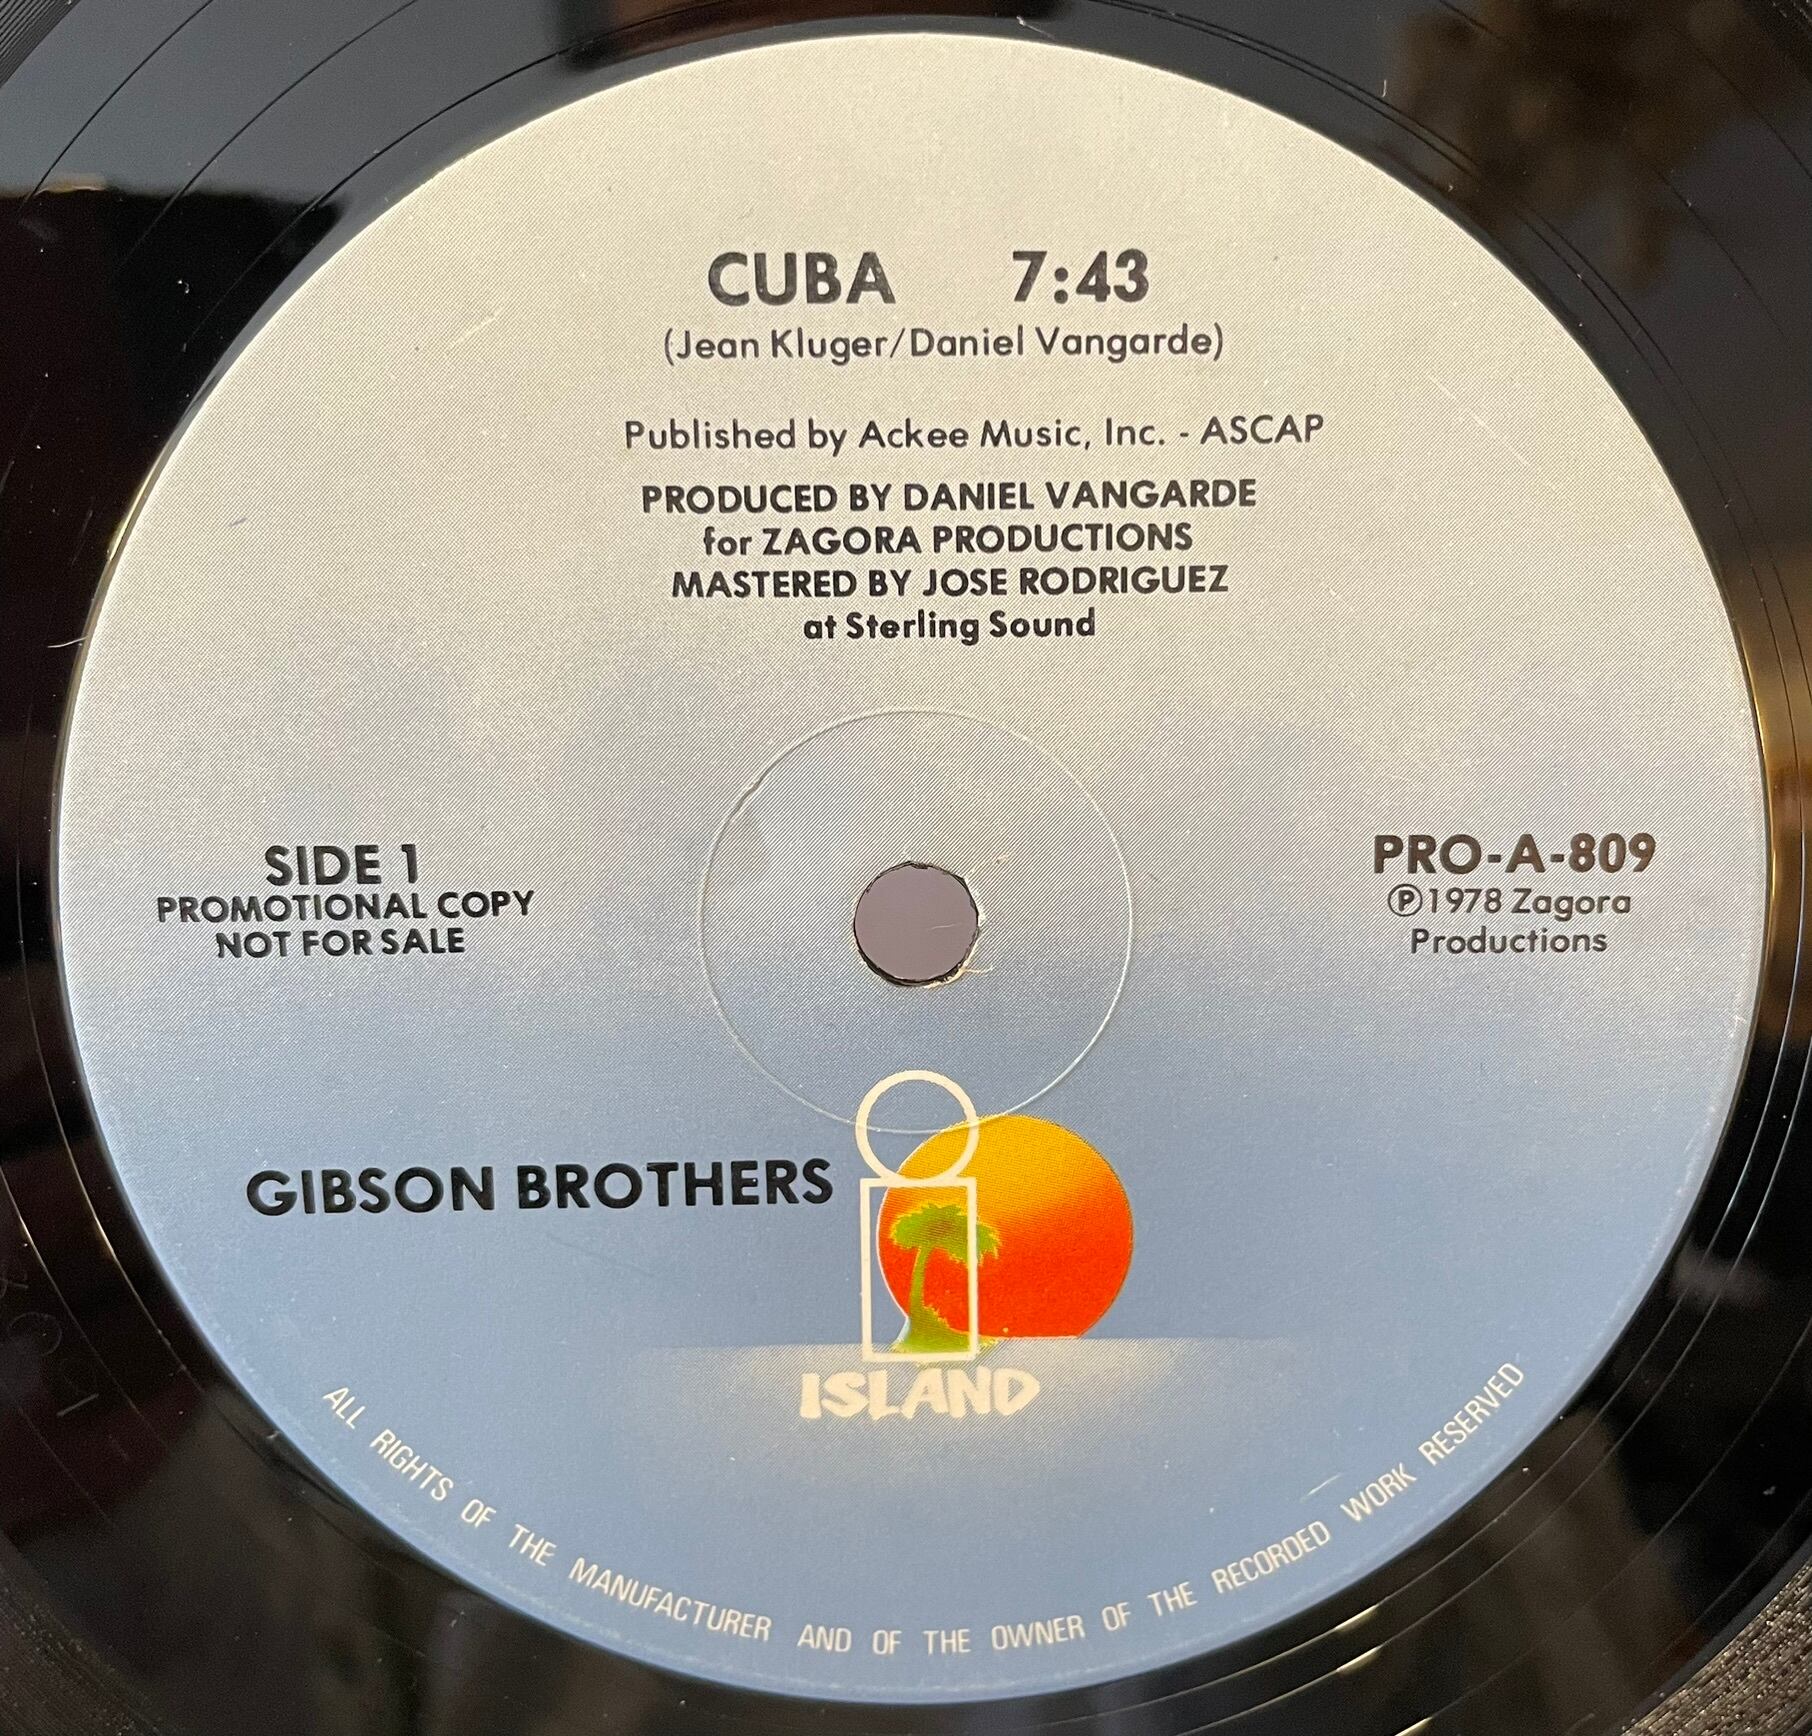 CUBA 7:43
(Jean Kluger/Daniel Vangarde)
Published by Ackee Music, Inc. - ASCAP
PRODUCED BY DANIEL VANGARDE
for ZAGORA PRODUCTIONS
MASTERED BY JOSE RODRIGUEZ
at Sterling Sound
SIDE 1
PROMOTIONAL COPY
NOT FOR SALE
PRO-A-809
Ⓟ1978 Zagora
Productions
GIBSON BROTHERS
ISLAND
ALL RIGHTS OF THE MANUFACTURER AND OF THE OWNER OF THE RECORDED WORK RESERVED